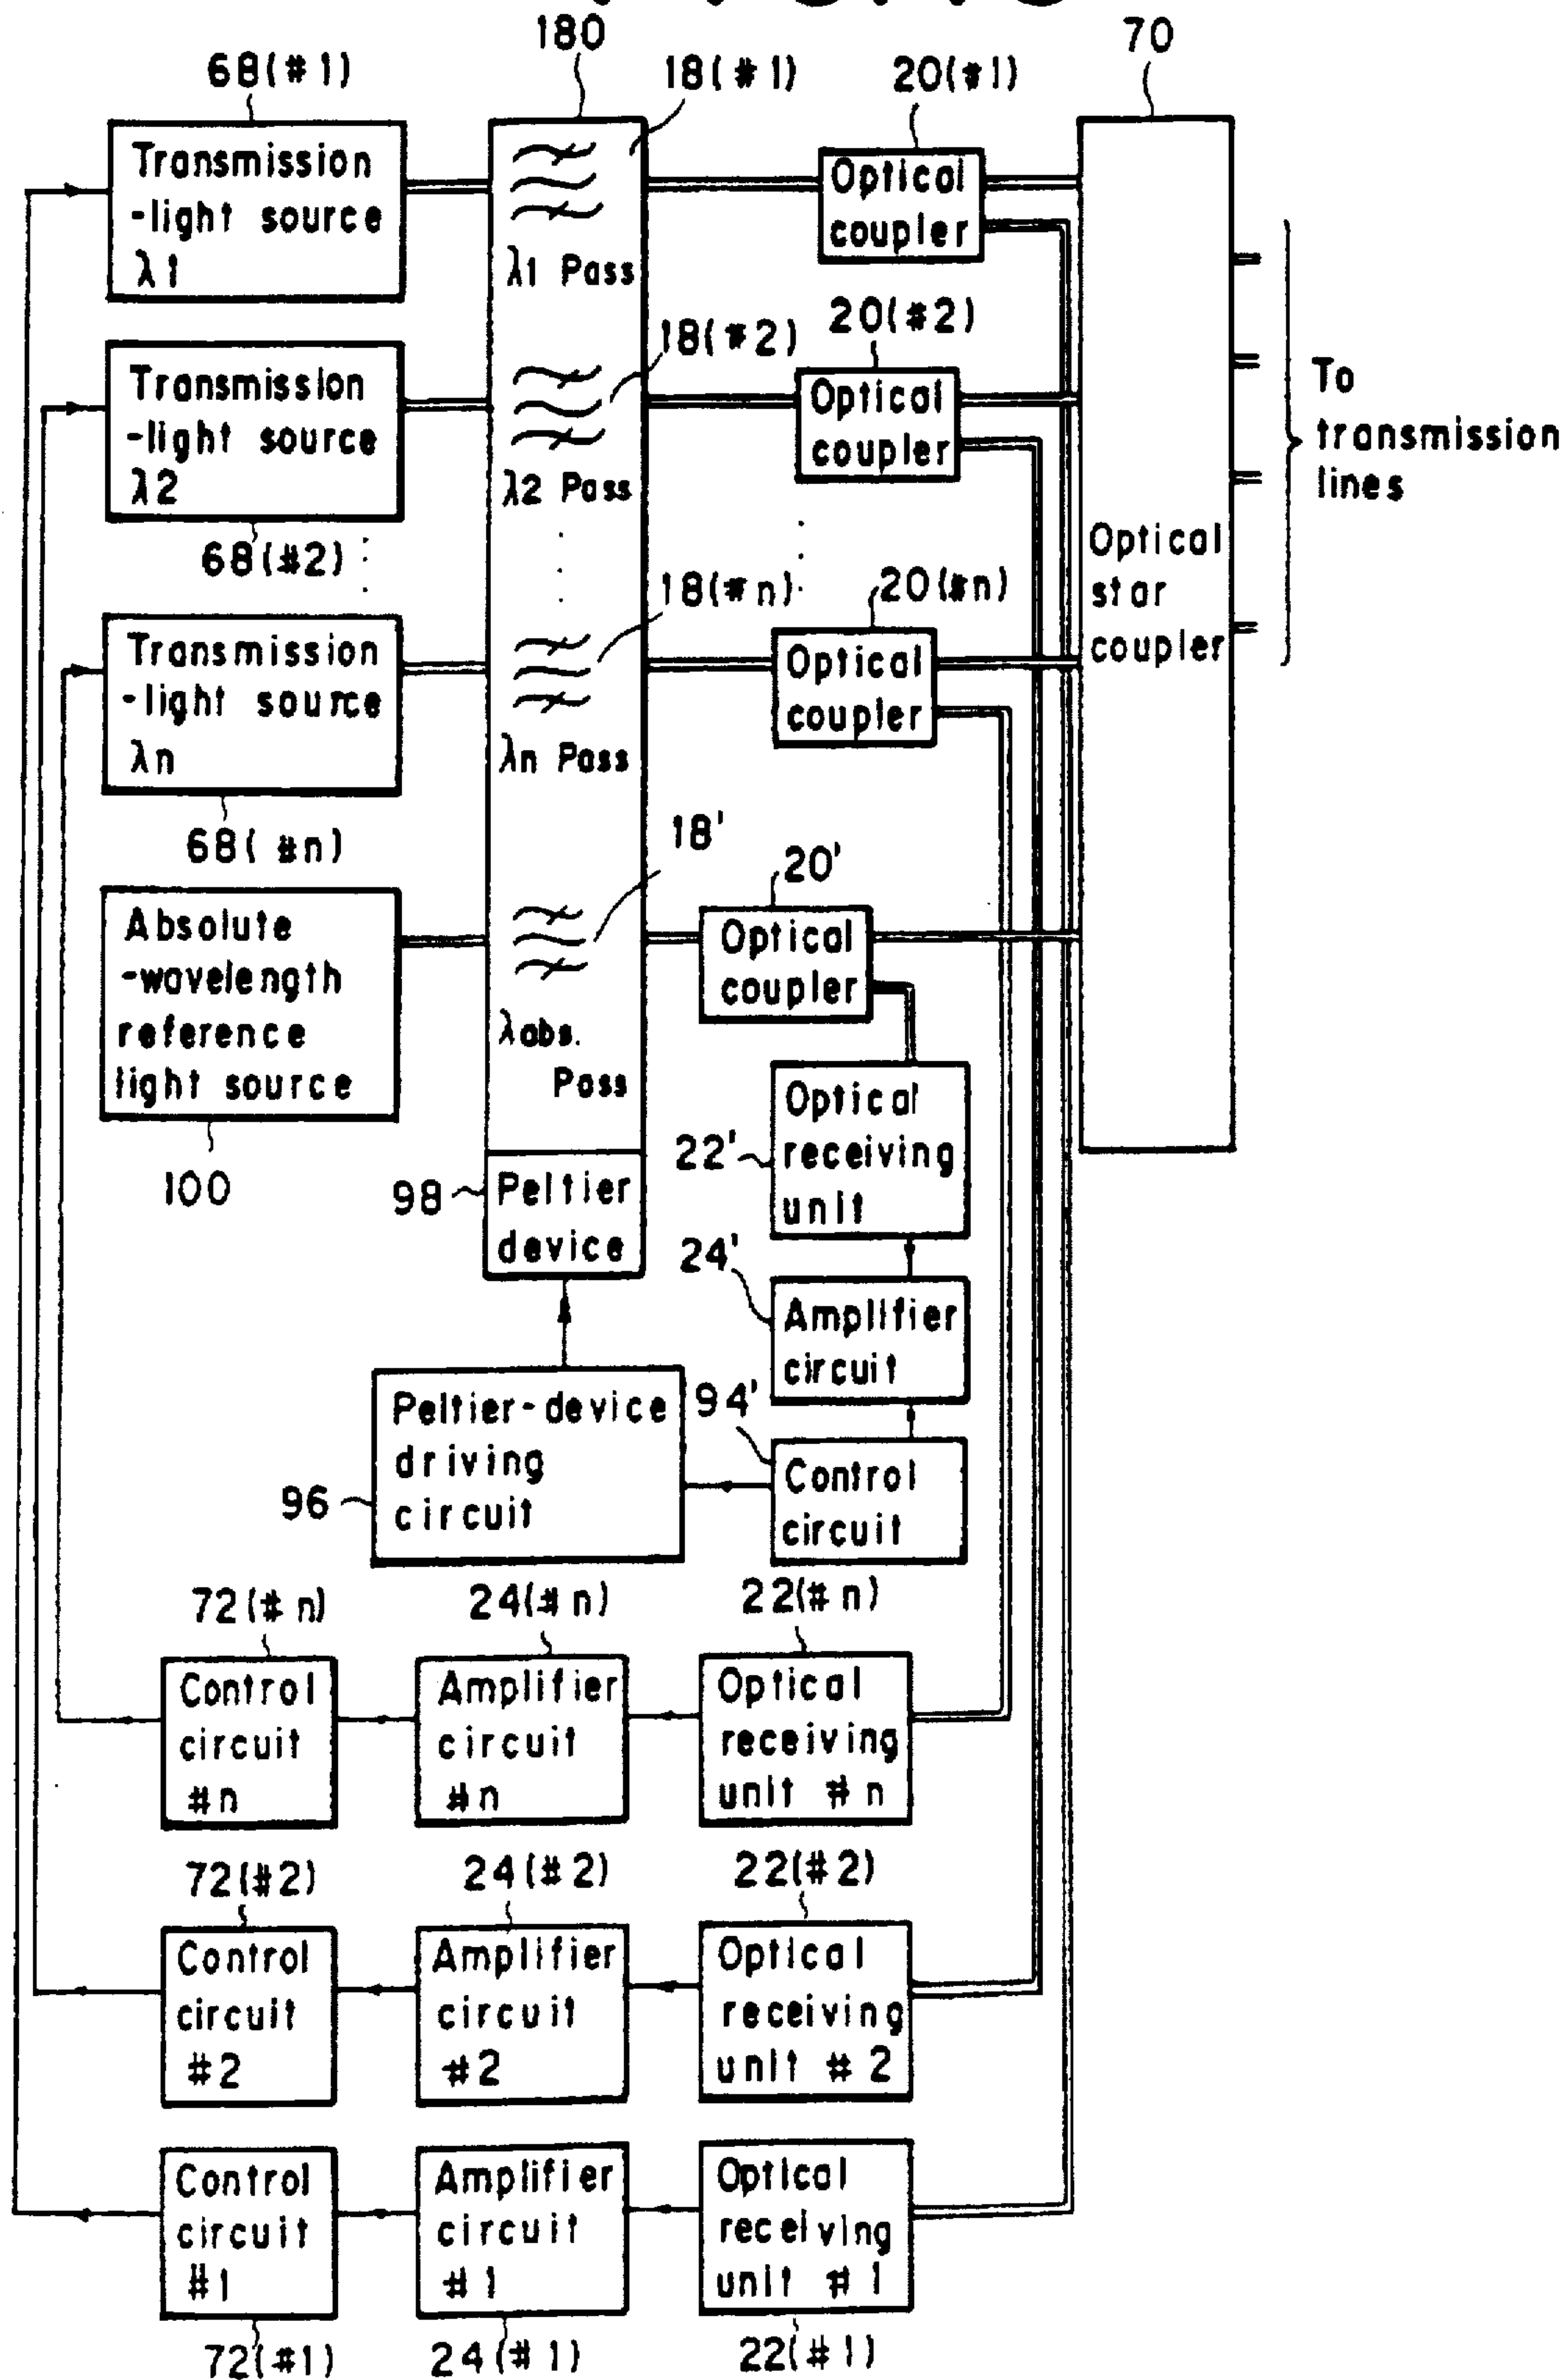 180
70
68(#1)
18(#1)
20(#1)
Transmission
-light source
λ1
λ1 Pass
Optical
coupler
18(#2)
20(#2)
Transmission
-light source
λ2
λ2 Pass
Optical
coupler
To
transmission
lines
68(#2)
18(#n)
20(#n)
Optical
star
coupler
Transmission
-light source
λn
λn Pass
Optical
coupler
68(#n)
18'
20'
Absolute
-wavelength
reference
light source
λabs.
Pass
Optical
coupler
100
98
Peltier
device
22'
Optical
receiving
unit
24'
Amplifier
circuit
94'
Control
circuit
96
Peltier-device
driving
circuit
72(#n)
24(#n)
22(#n)
Control
circuit
#n
Amplifier
circuit
#n
Optical
receiving
unit #n
72(#2)
24(#2)
22(#2)
Control
circuit
#2
Amplifier
circuit
#2
Optical
receiving
unit #2
Control
circuit
#1
Amplifier
circuit
#1
Optical
receiving
unit #1
72(#1)
24(#1)
22(#1)